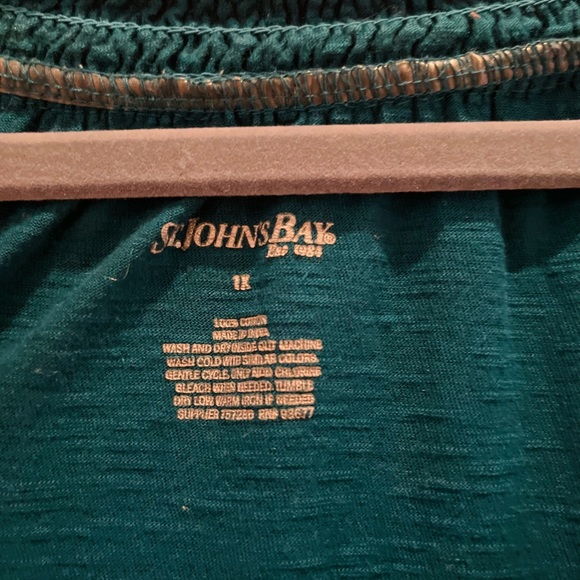 ST. JOHN'S BAY®
Est 1984
1X
100% COTTON
MADE IN INDIA
WASH AND DRY INSIDE OUT MACHINE
WASH COLD WITH SIMILAR COLORS.
GENTLE CYCLE. ONLY NON CHLORINE
BLEACH WHEN NEEDED. TUMBLE
DRY LOW WARM IRON IF NEEDED
SUPPLIER RN# 93677